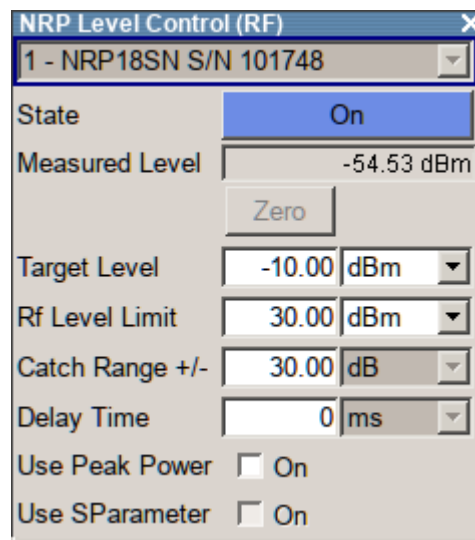 NRP Level Control (RF)
1 - NRP18SN S/N 101748
State On
Measured Level -54.53 dBm
Zero
Target Level -10.00 dBm
Rf Level Limit 30.00 dBm
Catch Range +/- 30.00 dB
Delay Time 0 ms
Use Peak Power On
Use SParameter On